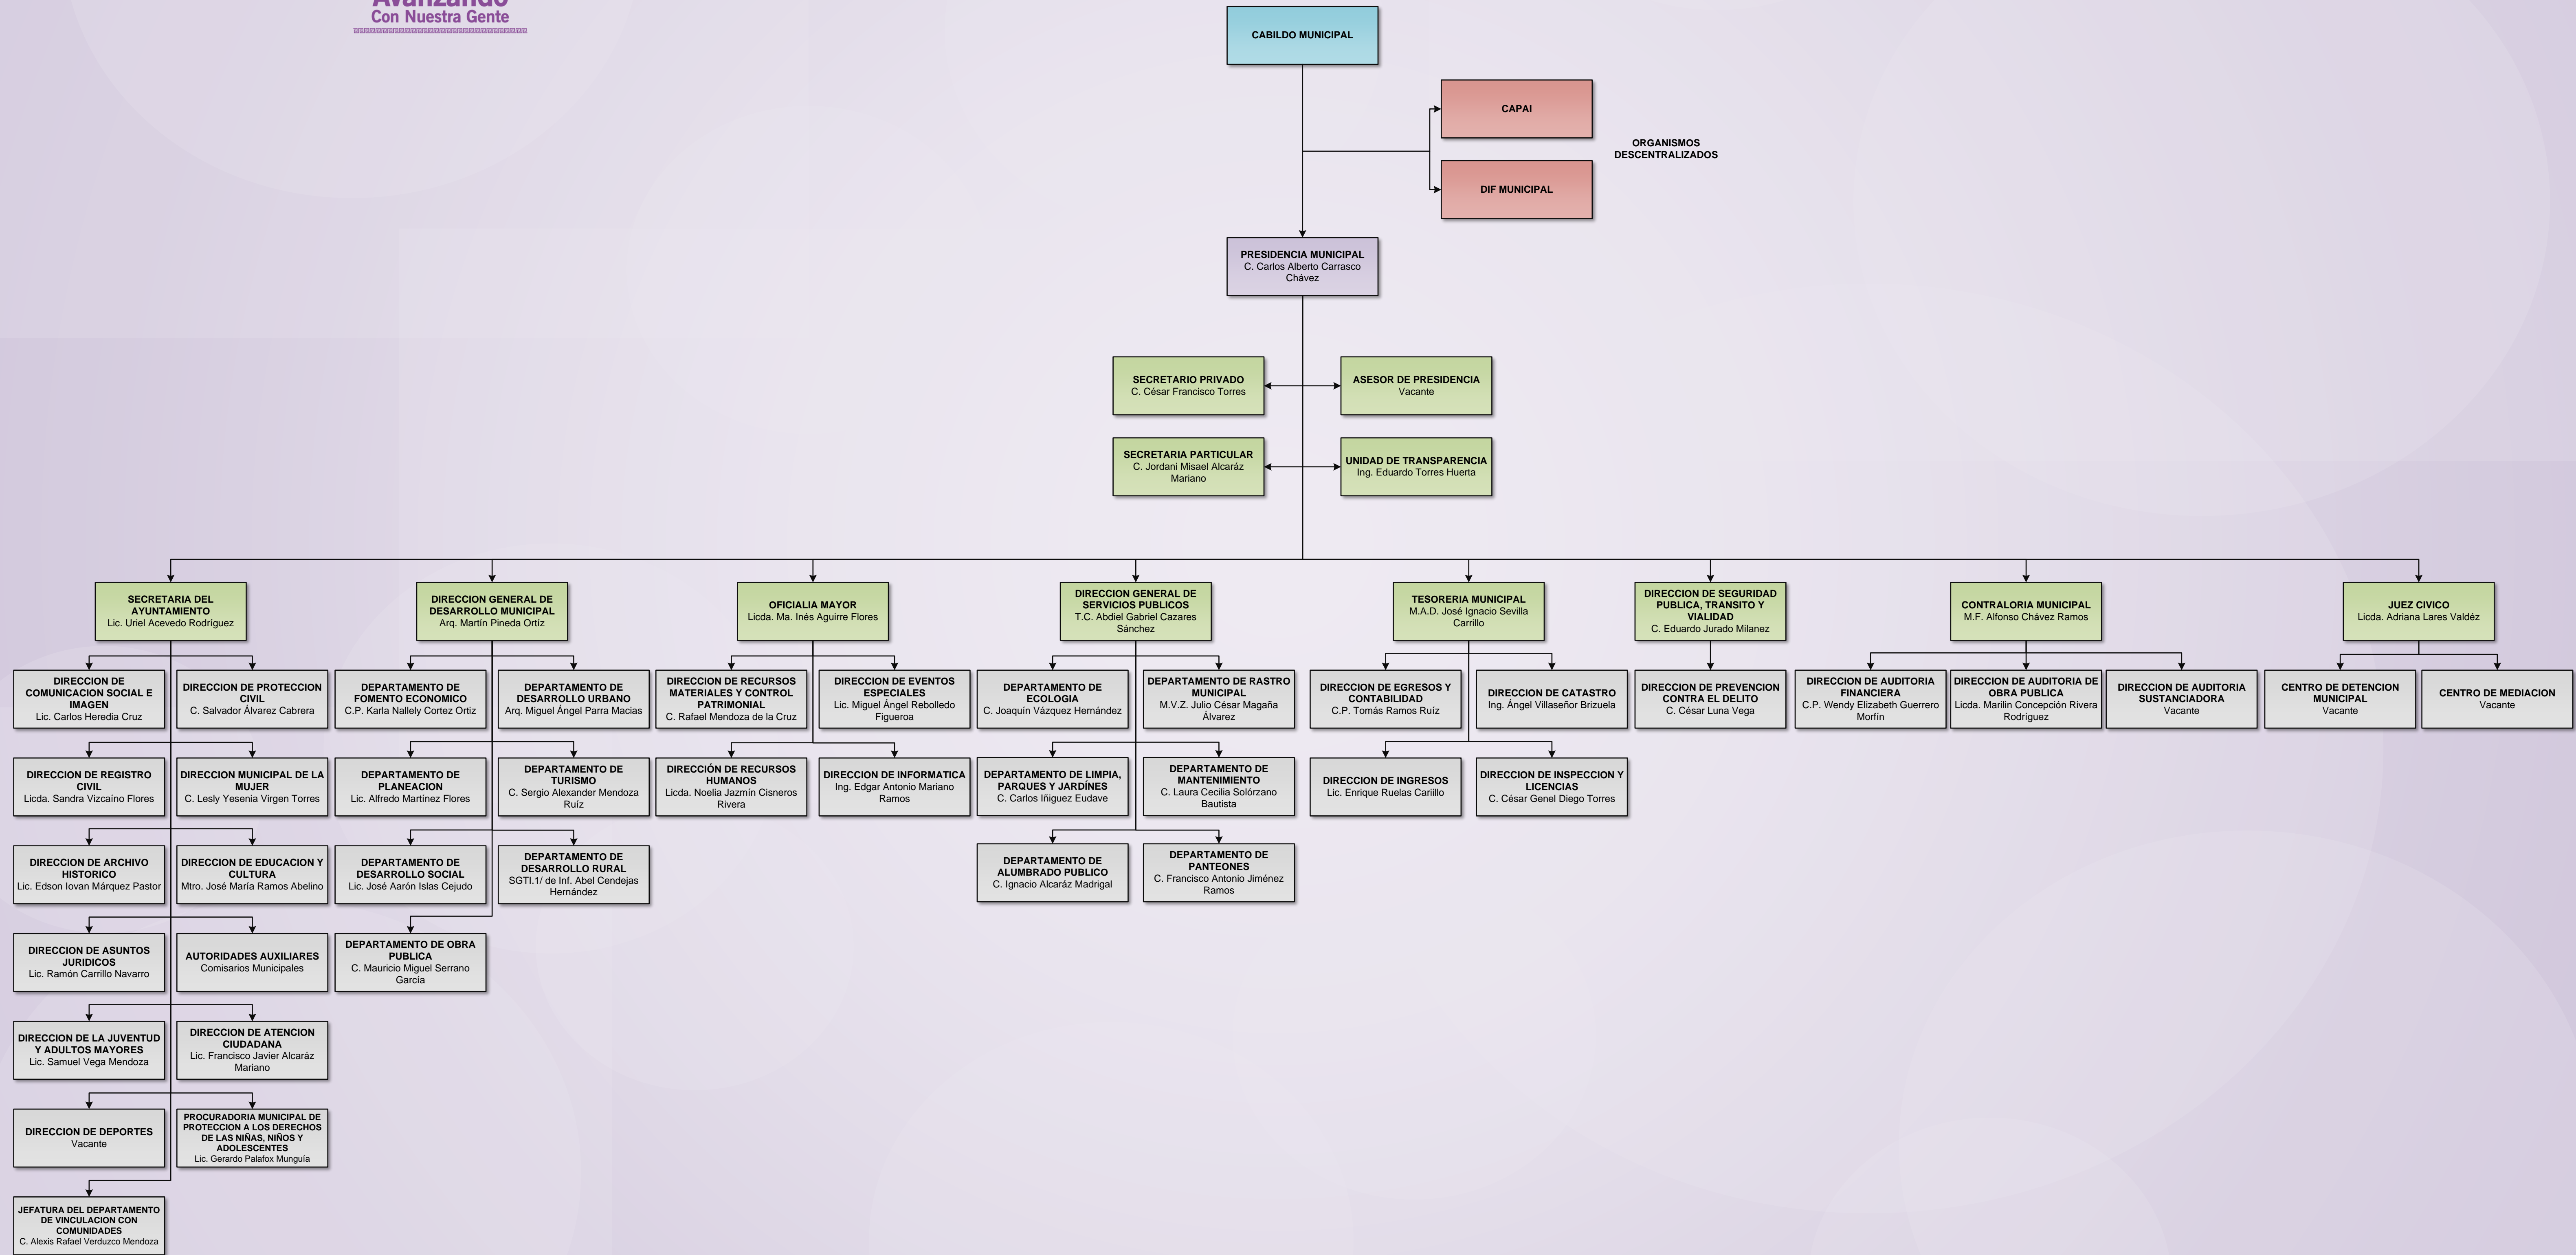 Avanzando
Con Nuestra Gente
CABILDO MUNICIPAL
CAPAI
ORGANISMOS
DESCENTRALIZADOS
DIF MUNICIPAL
PRESIDENCIA MUNICIPAL
C. Carlos Alberto Carrasco
Chávez
SECRETARIO PRIVADO
C. César Francisco Torres
ASESOR DE PRESIDENCIA
Vacante
SECRETARIA PARTICULAR
C. Jordani Misael Alcaráz
Mariano
UNIDAD DE TRANSPARENCIA
Ing. Eduardo Torres Huerta
SECRETARIA DEL
AYUNTAMIENTO
Lic. Uriel Acevedo Rodríguez
DIRECCION GENERAL DE
DESARROLLO MUNICIPAL
Arq. Martín Pineda Ortíz
OFICIALIA MAYOR
Licda. Ma. Inés Aguirre Flores
DIRECCION GENERAL DE
SERVICIOS PUBLICOS
T.C. Abdiel Gabriel Cazares
Sánchez
TESORERIA MUNICIPAL
M.A.D. José Ignacio Sevilla
Carrillo
DIRECCION DE SEGURIDAD
PUBLICA, TRANSITO Y
VIALIDAD
C. Eduardo Jurado Milanez
CONTRALORIA MUNICIPAL
M.F. Alfonso Chávez Ramos
JUEZ CIVICO
Licda. Adriana Lares Valdéz
DIRECCION DE
COMUNICACION SOCIAL E
IMAGEN
Lic. Carlos Heredia Cruz
DIRECCION DE PROTECCION
CIVIL
C. Salvador Álvarez Cabrera
DEPARTAMENTO DE
FOMENTO ECONOMICO
C.P. Karla Nallely Cortez Ortiz
DEPARTAMENTO DE
DESARROLLO URBANO
Arq. Miguel Ángel Parra Macias
DIRECCION DE RECURSOS
MATERIALES Y CONTROL
PATRIMONIAL
C. Rafael Mendoza de la Cruz
DIRECCION DE EVENTOS
ESPECIALES
Lic. Miguel Ángel Rebolledo
Figueroa
DEPARTAMENTO DE
ECOLOGIA
C. Joaquín Vázquez Hernández
DEPARTAMENTO DE RASTRO
MUNICIPAL
M.V.Z. Julio César Magaña
Álvarez
DIRECCION DE EGRESOS Y
CONTABILIDAD
C.P. Tomás Ramos Ruíz
DIRECCION DE CATASTRO
Ing. Ángel Villaseñor Brizuela
DIRECCION DE PREVENCION
CONTRA EL DELITO
C. César Luna Vega
DIRECCION DE AUDITORIA
FINANCIERA
C.P. Wendy Elizabeth Guerrero
Morfín
DIRECCION DE AUDITORIA DE
OBRA PUBLICA
Licda. Marilin Concepción Rivera
Rodríguez
DIRECCION DE AUDITORIA
SUSTANCIADORA
Vacante
CENTRO DE DETENCION
MUNICIPAL
Vacante
CENTRO DE MEDIACION
Vacante
DIRECCION DE REGISTRO
CIVIL
Licda. Sandra Vizcaíno Flores
DIRECCION MUNICIPAL DE LA
MUJER
C. Lesly Yesenia Virgen Torres
DEPARTAMENTO DE
PLANEACION
Lic. Alfredo Martínez Flores
DEPARTAMENTO DE
TURISMO
C. Sergio Alexander Mendoza
Ruíz
DIRECCIÓN DE RECURSOS
HUMANOS
Licda. Noelia Jazmín Cisneros
Rivera
DIRECCION DE INFORMATICA
Ing. Edgar Antonio Mariano
Ramos
DEPARTAMENTO DE LIMPIA,
PARQUES Y JARDÍNES
C. Carlos Iñiguez Eudave
DEPARTAMENTO DE
MANTENIMIENTO
C. Laura Cecilia Solórzano
Bautista
DIRECCION DE INGRESOS
Lic. Enrique Ruelas Cariillo
DIRECCION DE INSPECCION Y
LICENCIAS
C. César Genel Diego Torres
DIRECCION DE ARCHIVO
HISTORICO
Lic. Edson Iovan Márquez Pastor
DIRECCION DE EDUCACION Y
CULTURA
Mtro. José María Ramos Abelino
DEPARTAMENTO DE
DESARROLLO SOCIAL
Lic. José Aarón Islas Cejudo
DEPARTAMENTO DE
DESARROLLO RURAL
SGTI.1/ de Inf. Abel Cendejas
Hernández
DEPARTAMENTO DE
ALUMBRADO PUBLICO
C. Ignacio Alcaráz Madrigal
DEPARTAMENTO DE
PANTEONES
C. Francisco Antonio Jiménez
Ramos
DIRECCION DE ASUNTOS
JURIDICOS
Lic. Ramón Carrillo Navarro
AUTORIDADES AUXILIARES
Comisarios Municipales
DEPARTAMENTO DE OBRA
PUBLICA
C. Mauricio Miguel Serrano
García
DIRECCION DE LA JUVENTUD
Y ADULTOS MAYORES
Lic. Samuel Vega Mendoza
DIRECCION DE ATENCION
CIUDADANA
Lic. Francisco Javier Alcaráz
Mariano
DIRECCION DE DEPORTES
Vacante
PROCURADORIA MUNICIPAL DE
PROTECCION A LOS DERECHOS
DE LAS NIÑAS, NIÑOS Y
ADOLESCENTES
Lic. Gerardo Palafox Munguía
JEFATURA DEL DEPARTAMENTO
DE VINCULACION CON
COMUNIDADES
C. Alexis Rafael Verduzco Mendoza